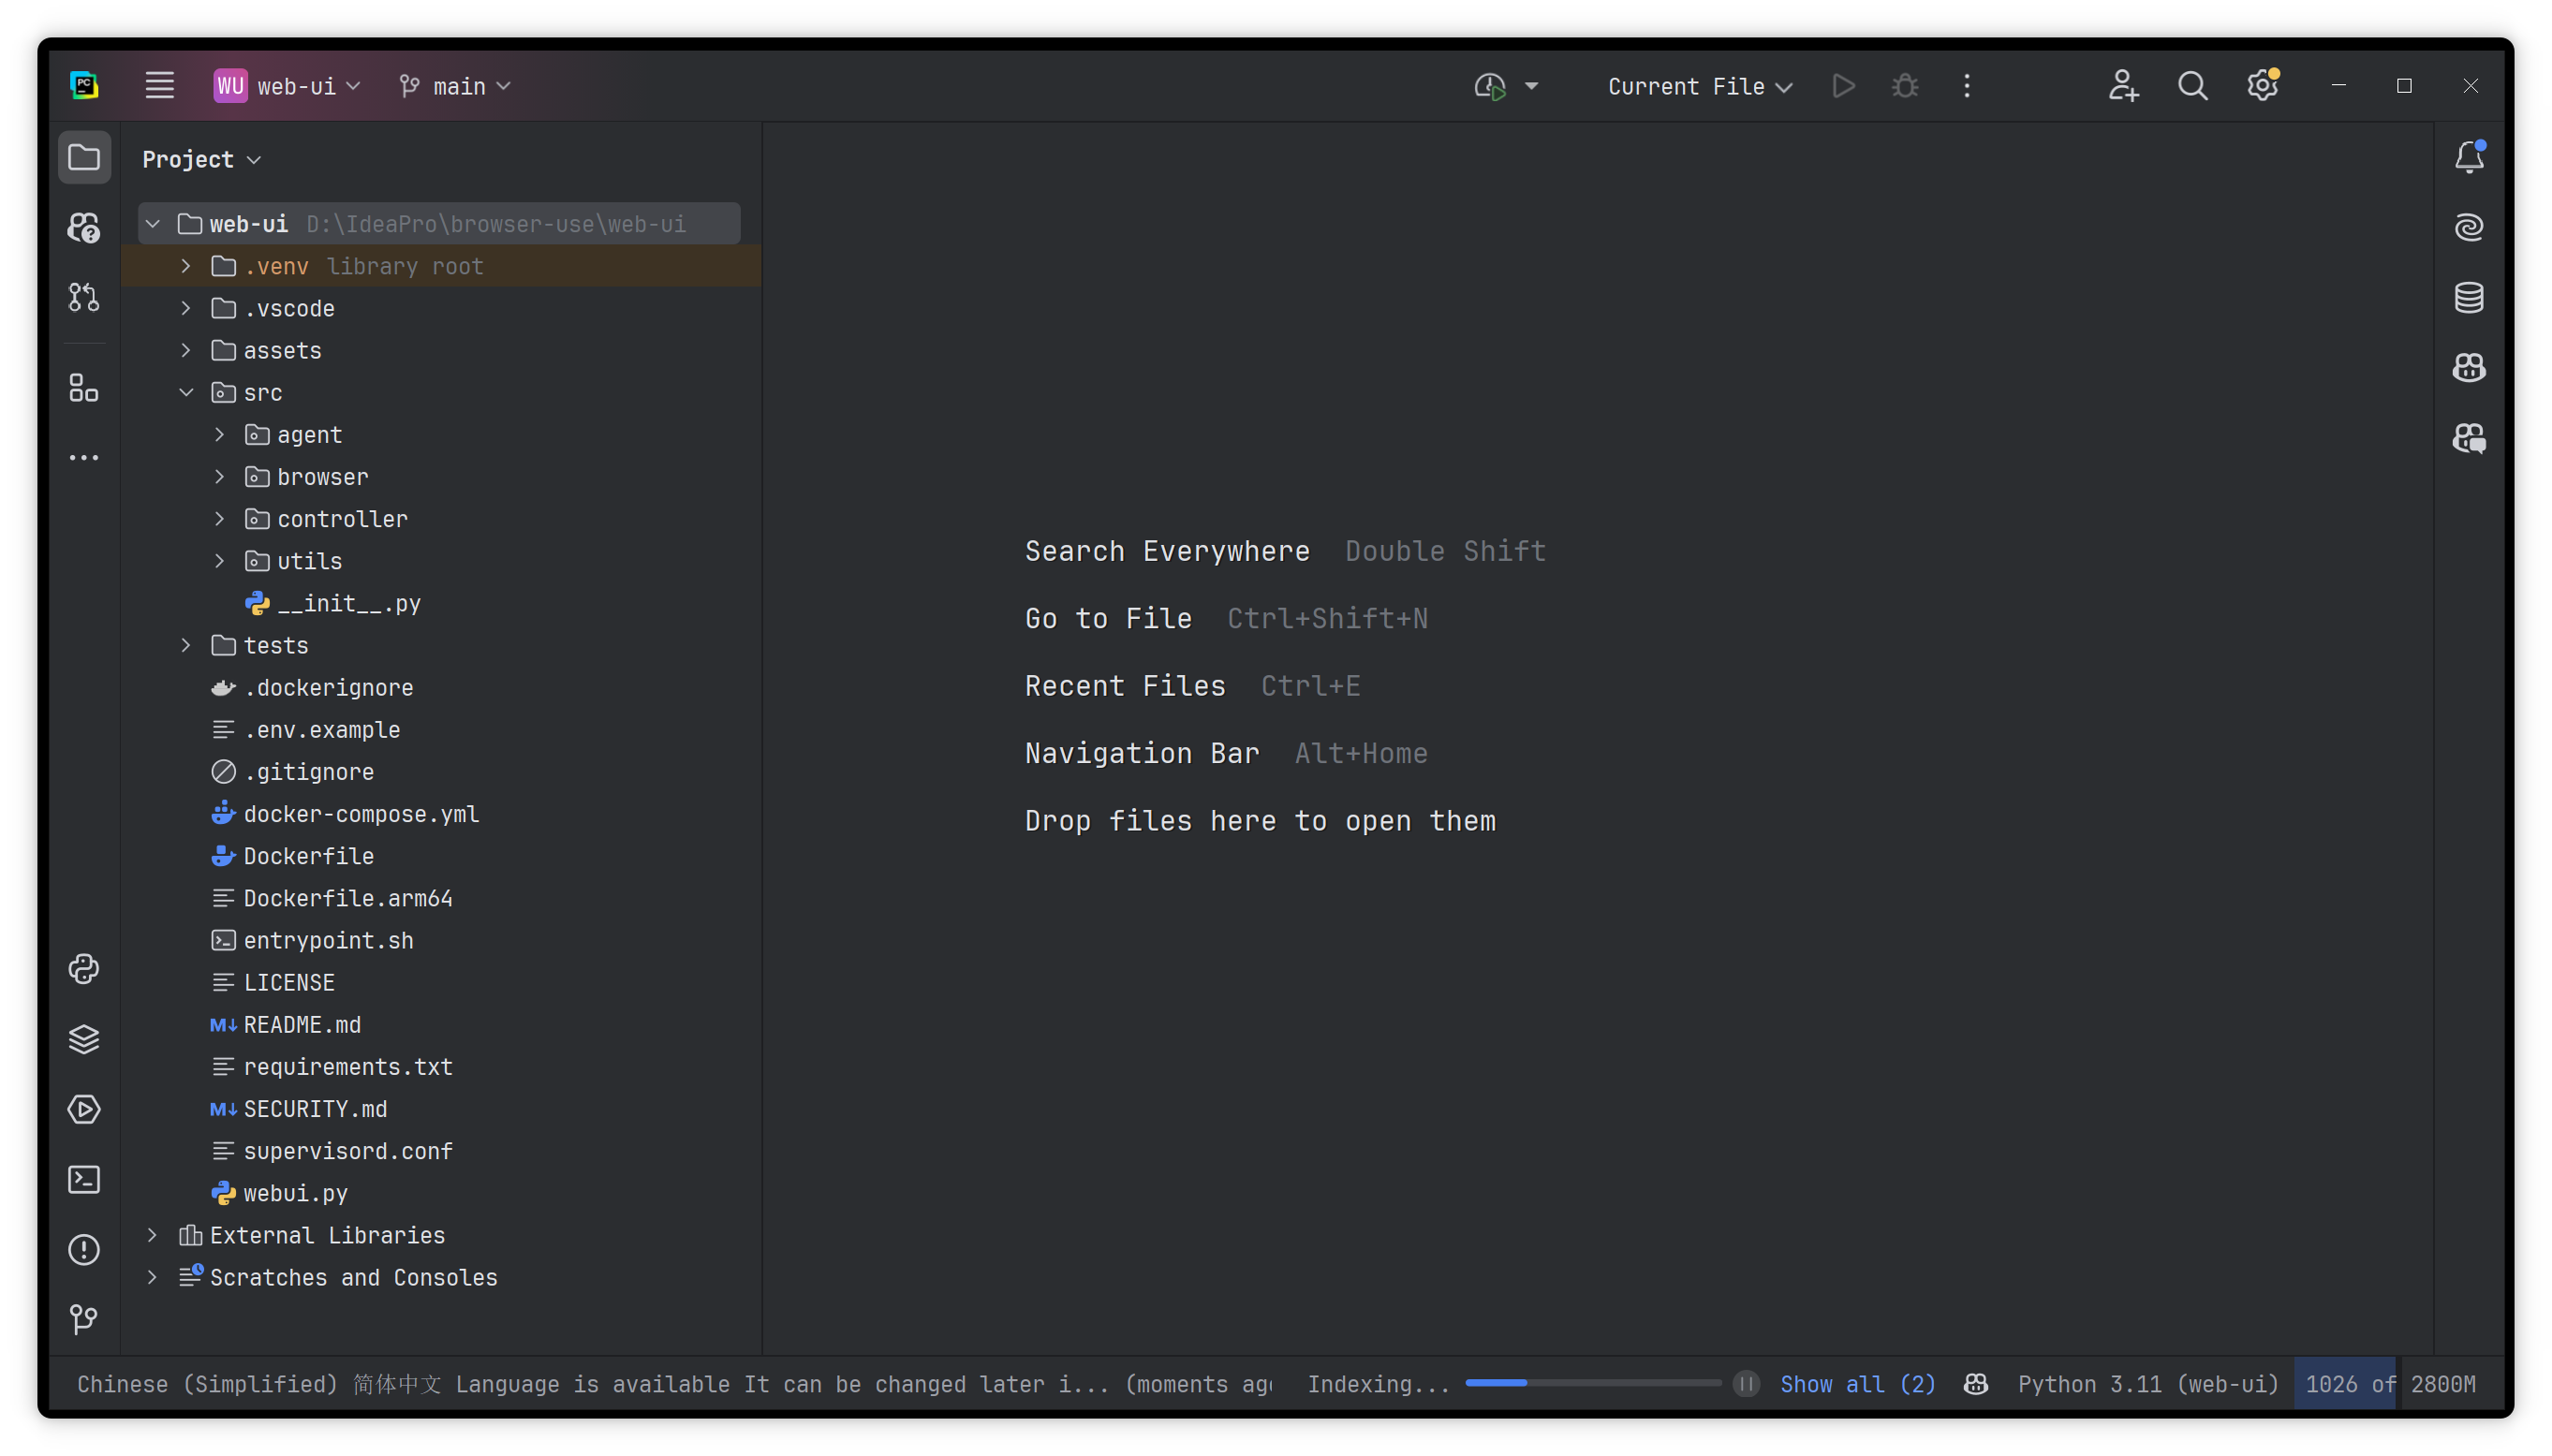 PC
WU web-ui
main
Current File
Project
web-ui D:\IdeaPro\browser-use\web-ui
.venv library root
.vscode
assets
src
agent
browser
controller
utils
__init__.py
tests
.dockerignore
.env.example
.gitignore
docker-compose.yml
Dockerfile
Dockerfile.arm64
entrypoint.sh
LICENSE
README.md
requirements.txt
SECURITY.md
supervisord.conf
webui.py
External Libraries
Scratches and Consoles
Search Everywhere Double Shift
Go to File Ctrl+Shift+N
Recent Files Ctrl+E
Navigation Bar Alt+Home
Drop files here to open them
Chinese (Simplified) 简体中文 Language is available It can be changed later i... (moments ag
Indexing...
Show all (2)
Python 3.11 (web-ui)
1026 of 2800M